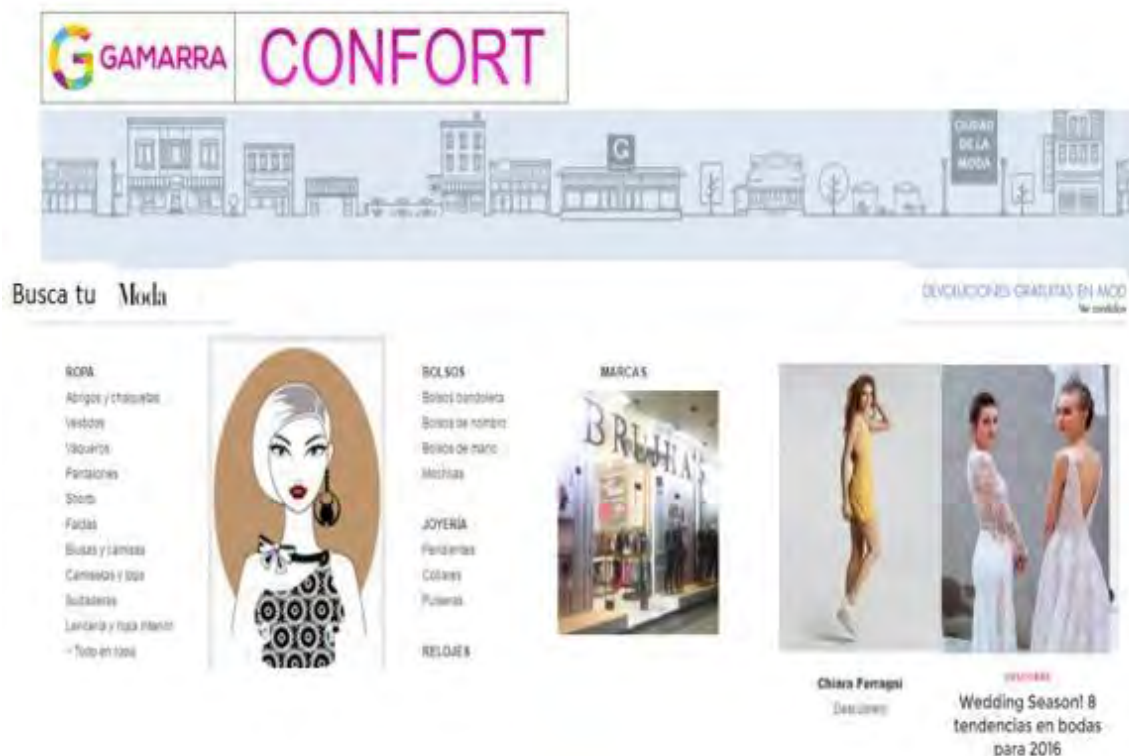 G GAMARRA
CONFORT
G
CIUDAD
DE LA
MODA
Busca tu Moda
DEVOLUCIONES GRATUITAS EN MOD
ROPA
Abrigos y chaquetas
Vestidos
Vaqueros
Pantalones
Shorts
Faldas
Blusas y camisas
Camisetas y tops
Sudaderas
Lencería y ropa interior
Todo en ropa
BOLSOS
Bolsos bandolera
Bolsos de hombro
Bolsos de mano
Mochilas
JOYERÍA
Pendientes
Collares
Pulseras
RELOJES
MARCAS
BRUJHA'S
Chiara Ferragni
Wedding Season! 8
tendencias en bodas
para 2016